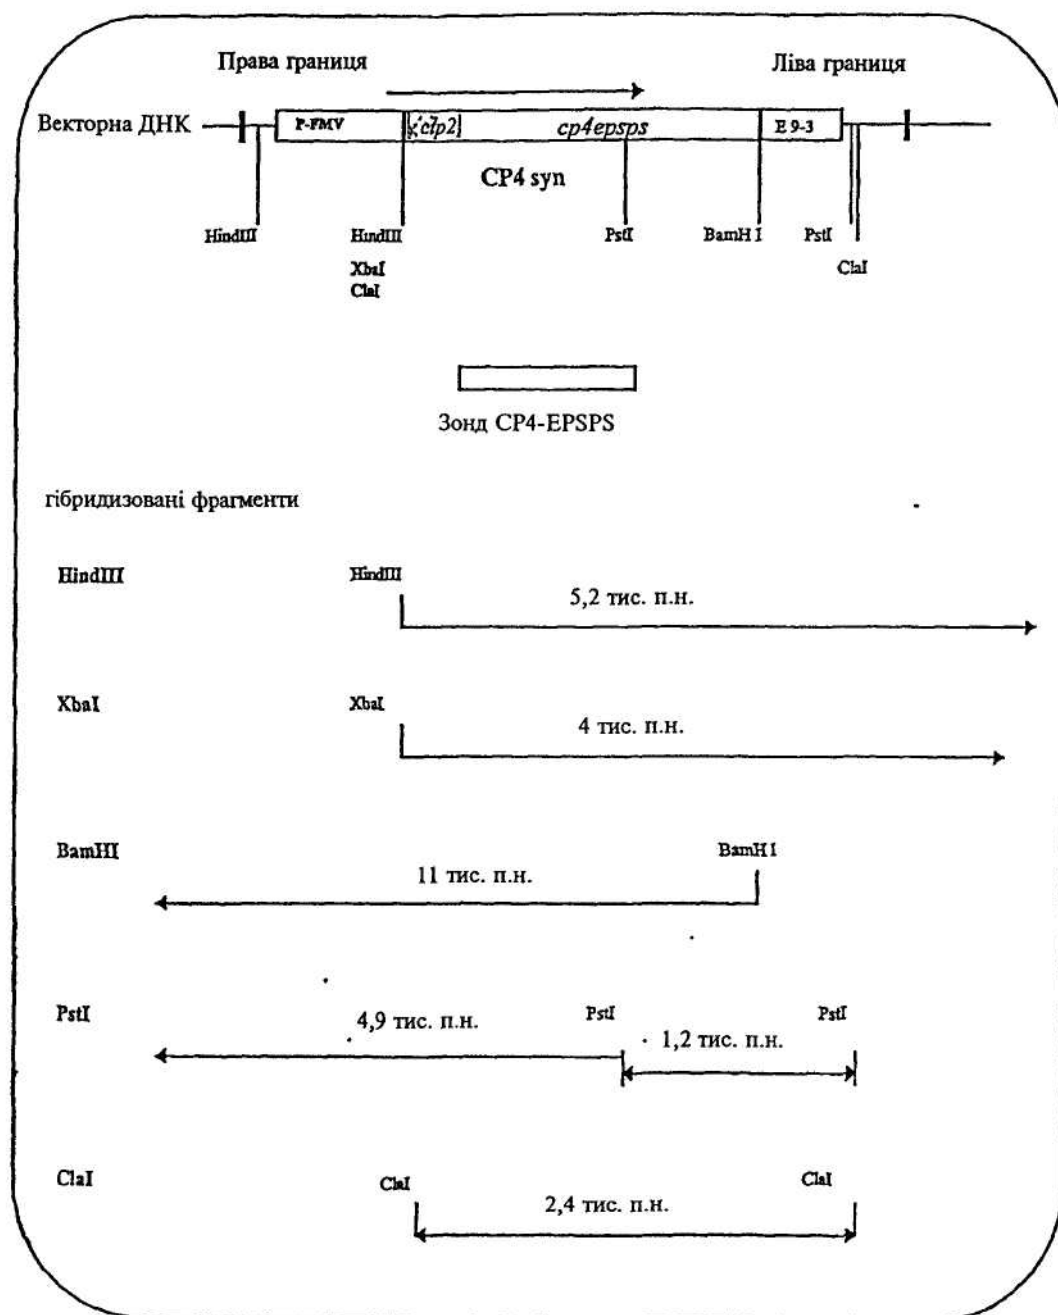 Права границя Ліва границя
Векторна ДНК P-FMV ctp2 cp4epsps E 9-3
CP4 syn
HindIII HindIII PstI BamH I PstI
XbaI ClaI
ClaI
Зонд CP4-EPSPS
гібридизовані фрагменти
HindIII HindIII 5,2 тис. п.н.
XbaI XbaI 4 тис. п.н.
BamHI BamH I
11 тис. п.н.
PstI 4,9 тис. п.н. PstI PstI
1,2 тис. п.н.
ClaI ClaI ClaI
2,4 тис. п.н.